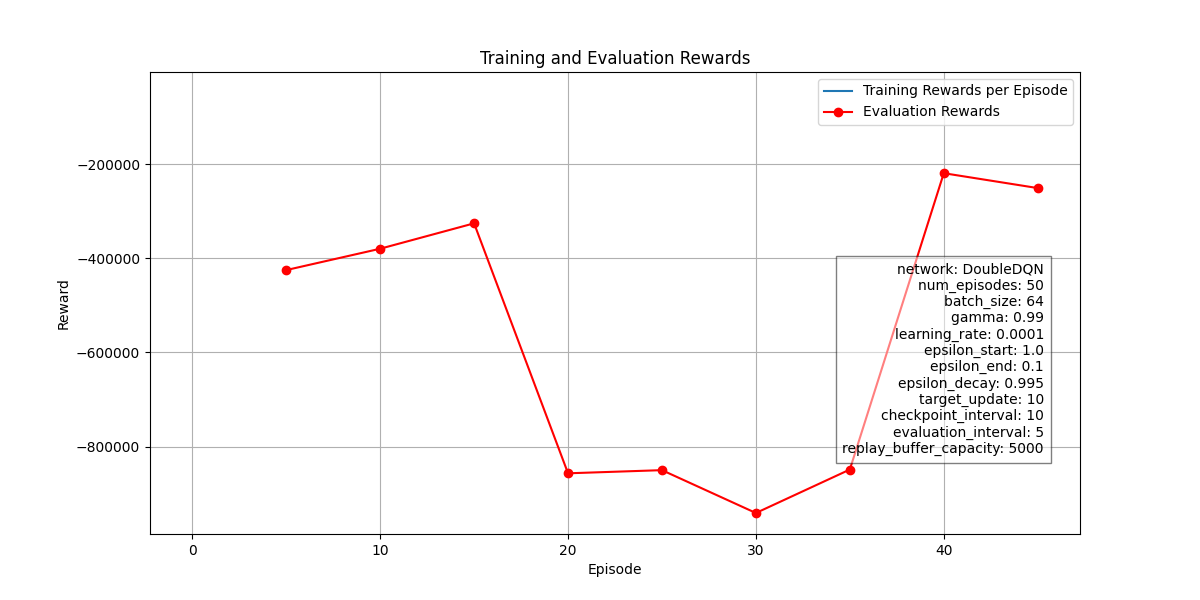 Training and Evaluation Rewards
Training Rewards per Episode
Evaluation Rewards
Reward
−200000
−400000
−600000
−800000
network: DoubleDQN
num_episodes: 50
batch_size: 64
gamma: 0.99
learning_rate: 0.0001
epsilon_start: 1.0
epsilon_end: 0.1
epsilon_decay: 0.995
target_update: 10
checkpoint_interval: 10
evaluation_interval: 5
replay_buffer_capacity: 5000
0 10 20 30 40
Episode